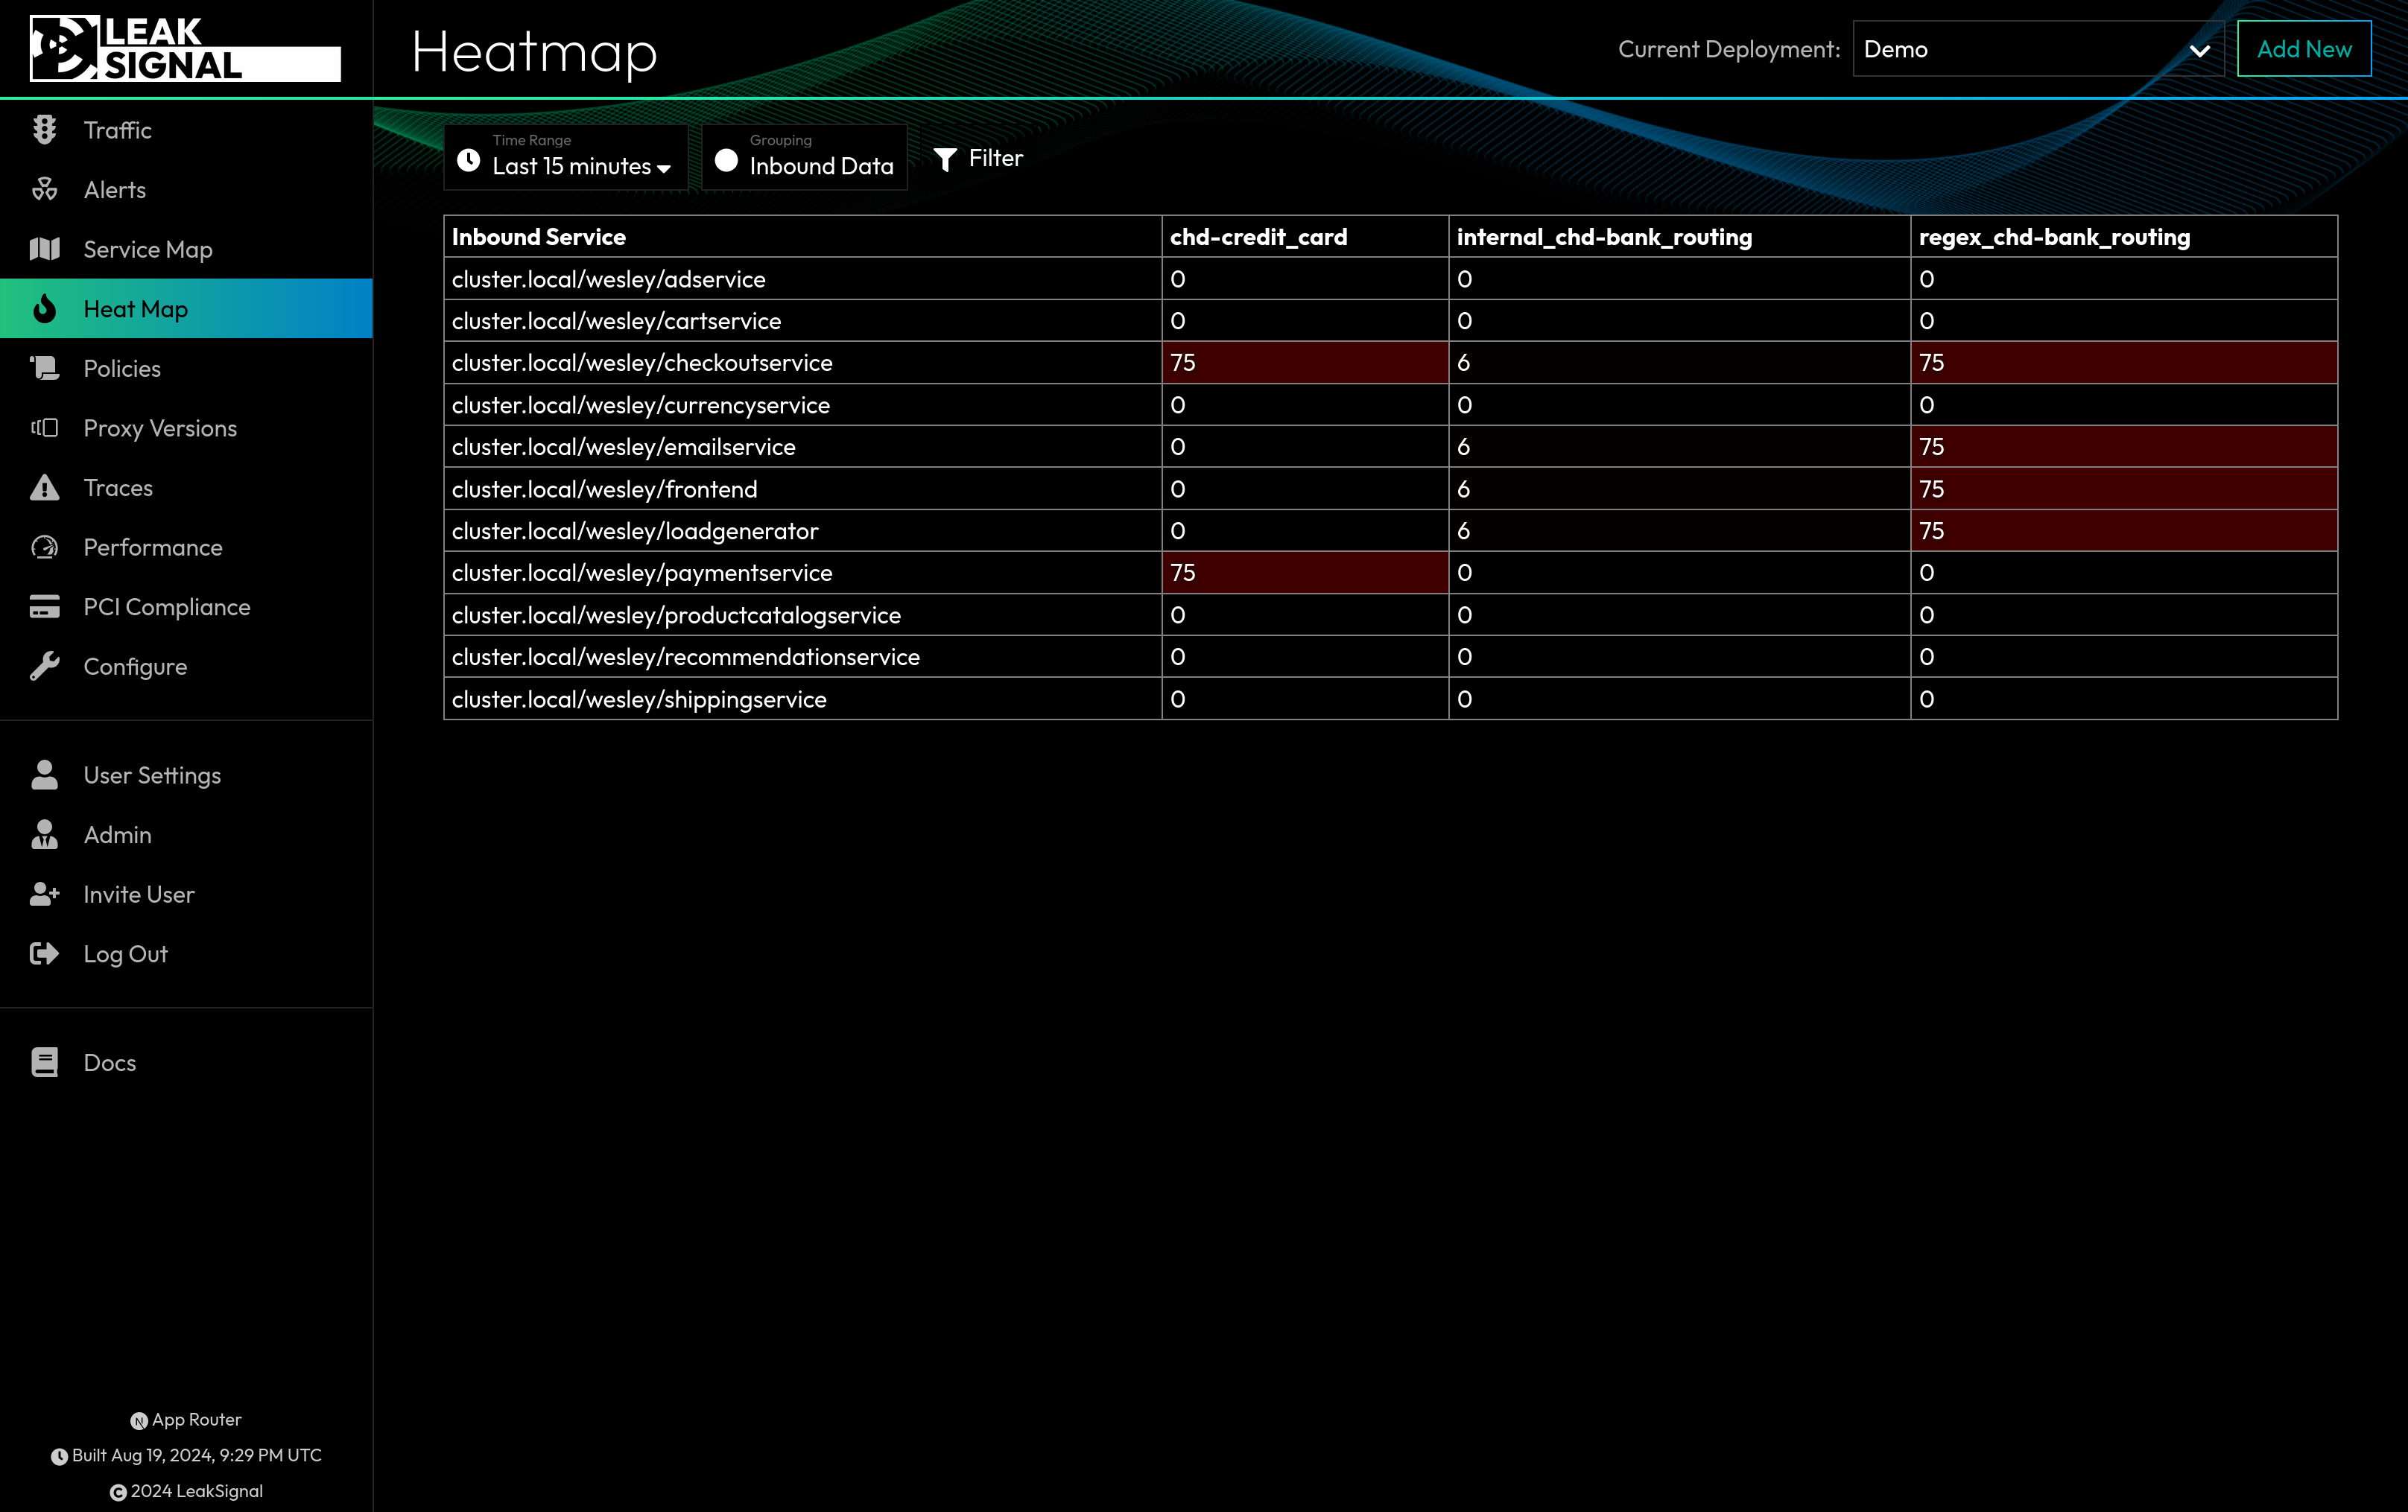 LEAK
SIGNAL
Heatmap
Current Deployment:
Demo
Add New
Traffic
Alerts
Service Map
Heat Map
Policies
Proxy Versions
Traces
Performance
PCI Compliance
Configure
User Settings
Admin
Invite User
Log Out
Docs
App Router
Built Aug 19, 2024, 9:29 PM UTC
2024 LeakSignal
Time Range
Last 15 minutes
Grouping
Inbound Data
Filter
Inbound Service chd-credit_card internal_chd-bank_routing regex_chd-bank_routing
cluster.local/wesley/adservice 0 0 0
cluster.local/wesley/cartservice 0 0 0
cluster.local/wesley/checkoutservice 75 6 75
cluster.local/wesley/currencyservice 0 0 0
cluster.local/wesley/emailservice 0 6 75
cluster.local/wesley/frontend 0 6 75
cluster.local/wesley/loadgenerator 0 6 75
cluster.local/wesley/paymentservice 75 0 0
cluster.local/wesley/productcatalogservice 0 0 0
cluster.local/wesley/recommendationservice 0 0 0
cluster.local/wesley/shippingservice 0 0 0